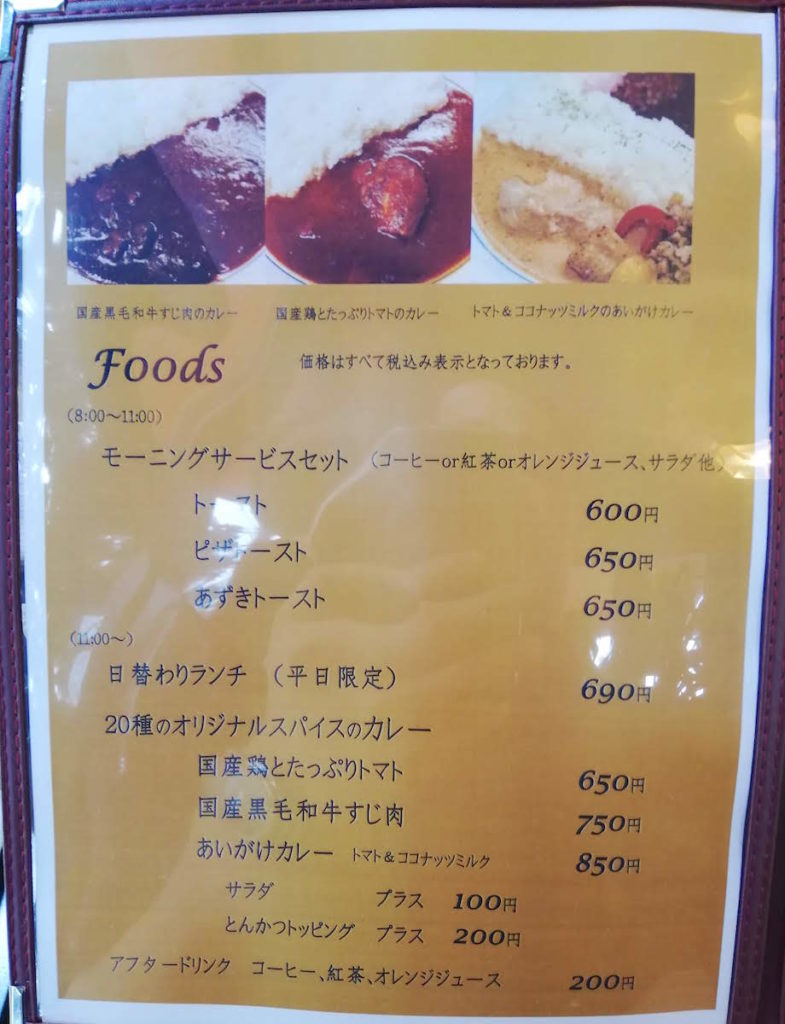 国産黒毛和牛すじ肉のカレー 国産鶏とたっぷりトマトのカレー トマト＆ココナッツミルクのあいがけカレー
Foods 価格はすべて税込み表示となっております。
（8:00～11:00）
モーニングサービスセット （コーヒーor紅茶orオレンジジュース、サラダ他）
トースト 600円
ピザトースト 650円
あずきトースト 650円
（11:00～）
日替わりランチ （平日限定） 690円
20種のオリジナルスパイスのカレー
国産鶏とたっぷりトマト 650円
国産黒毛和牛すじ肉 750円
あいがけカレー トマト＆ココナッツミルク 850円
サラダ プラス 100円
とんかつトッピング プラス 200円
アフタードリンク コーヒー、紅茶、オレンジジュース 200円